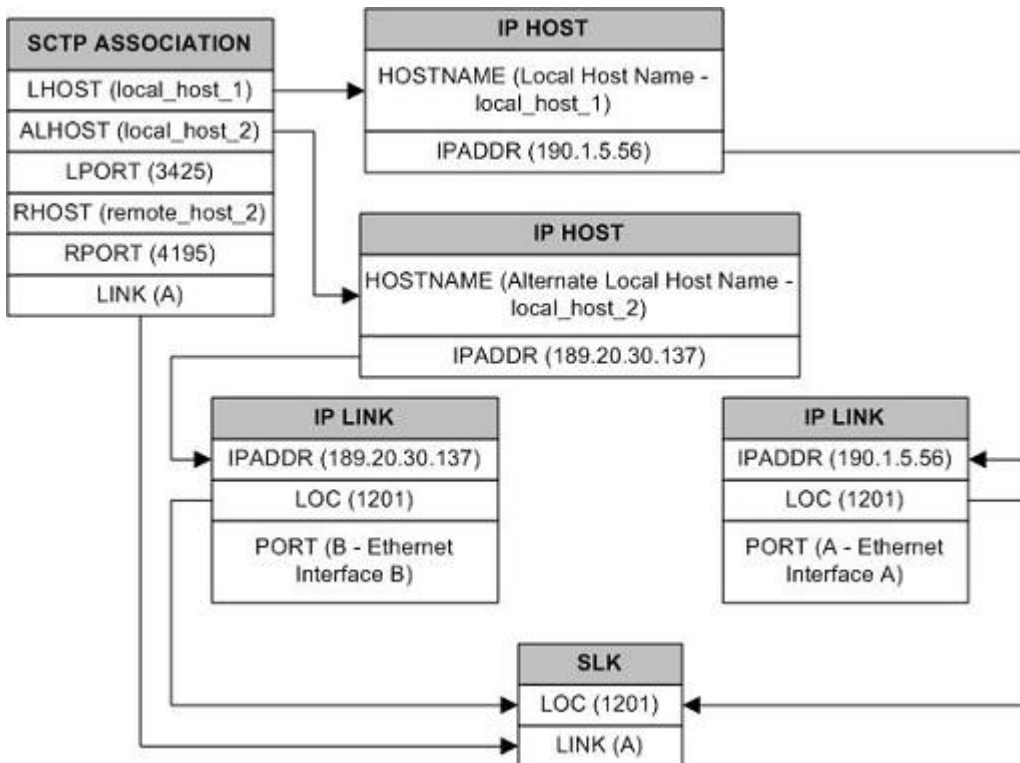 SCTP ASSOCIATION
LHOST (local_host_1)
ALHOST (local_host_2)
LPORT (3425)
RHOST (remote_host_2)
RPORT (4195)
LINK (A)
IP HOST
HOSTNAME (Local Host Name -
local_host_1)
IPADDR (190.1.5.56)
IP HOST
HOSTNAME (Alternate Local Host Name -
local_host_2)
IPADDR (189.20.30.137)
IP LINK
IPADDR (189.20.30.137)
LOC (1201)
PORT (B - Ethernet
Interface B)
IP LINK
IPADDR (190.1.5.56)
LOC (1201)
PORT (A - Ethernet
Interface A)
SLK
LOC (1201)
LINK (A)